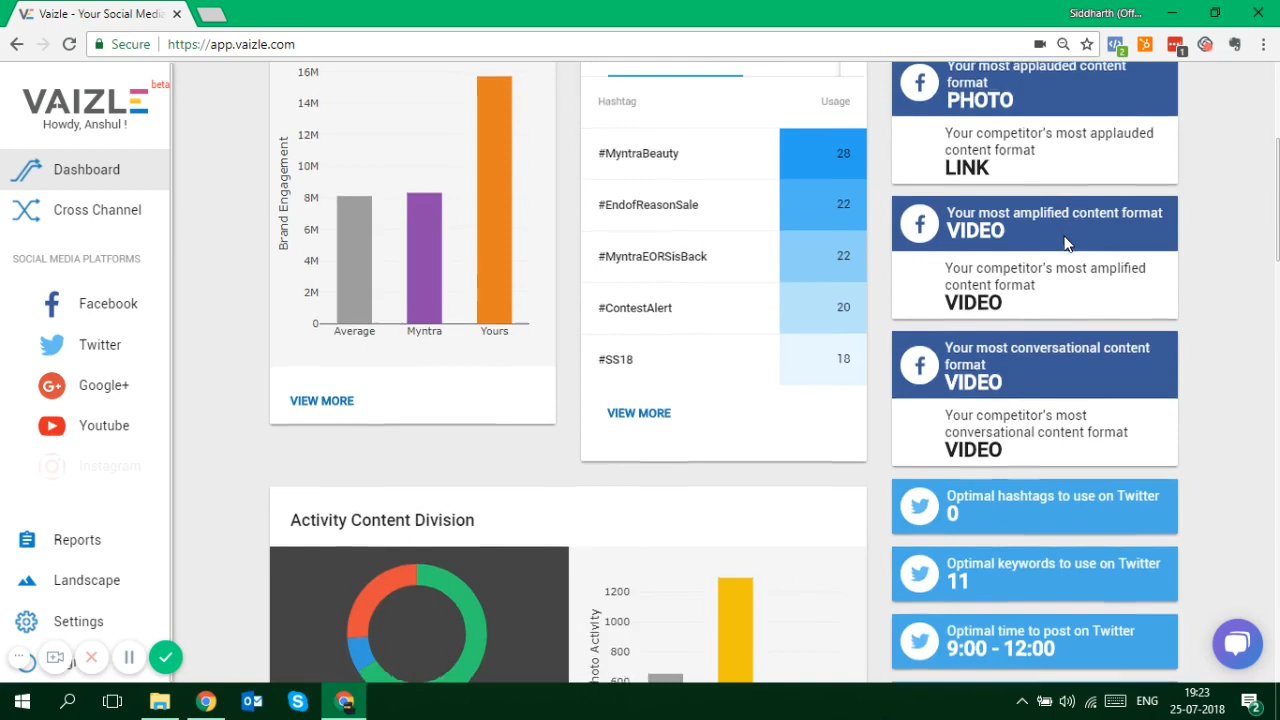 Vaizle - Your Social Media
Siddharth (Off...
Secure
https://app.vaizle.com
2
1
VAIZLE
beta
Howdy, Anshul !
Dashboard
Cross Channel
SOCIAL MEDIA PLATFORMS
Facebook
Twitter
Google+
Youtube
Instagram
Reports
Landscape
Settings
Brand Engagement
16M
14M
12M
10M
8M
6M
4M
2M
0
Average
Myntra
Yours
VIEW MORE
Hashtag
Usage
#MyntraBeauty
28
#EndofReasonSale
22
#MyntraEORSisBack
22
#ContestAlert
20
#SS18
18
VIEW MORE
Activity Content Division
1200
1000
800
600
Photo Activity
Your most applauded content
format
PHOTO
Your competitor's most applauded
content format
LINK
Your most amplified content format
VIDEO
Your competitor's most amplified
content format
VIDEO
Your most conversational content
format
VIDEO
Your competitor's most
conversational content format
VIDEO
Optimal hashtags to use on Twitter
0
Optimal keywords to use on Twitter
11
Optimal time to post on Twitter
9:00 - 12:00
ENG
19:23
25-07-2018
2